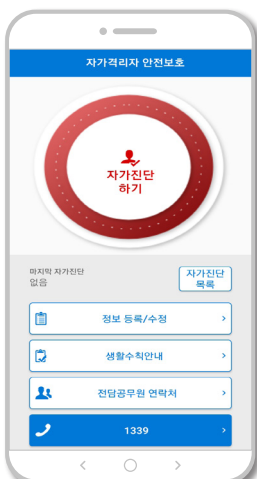 자가격리자 안전보호
자가진단
하기
마지막 자가진단
없음
자가진단
목록
정보 등록/수정
생활수칙안내
전담공무원 연락처
1339